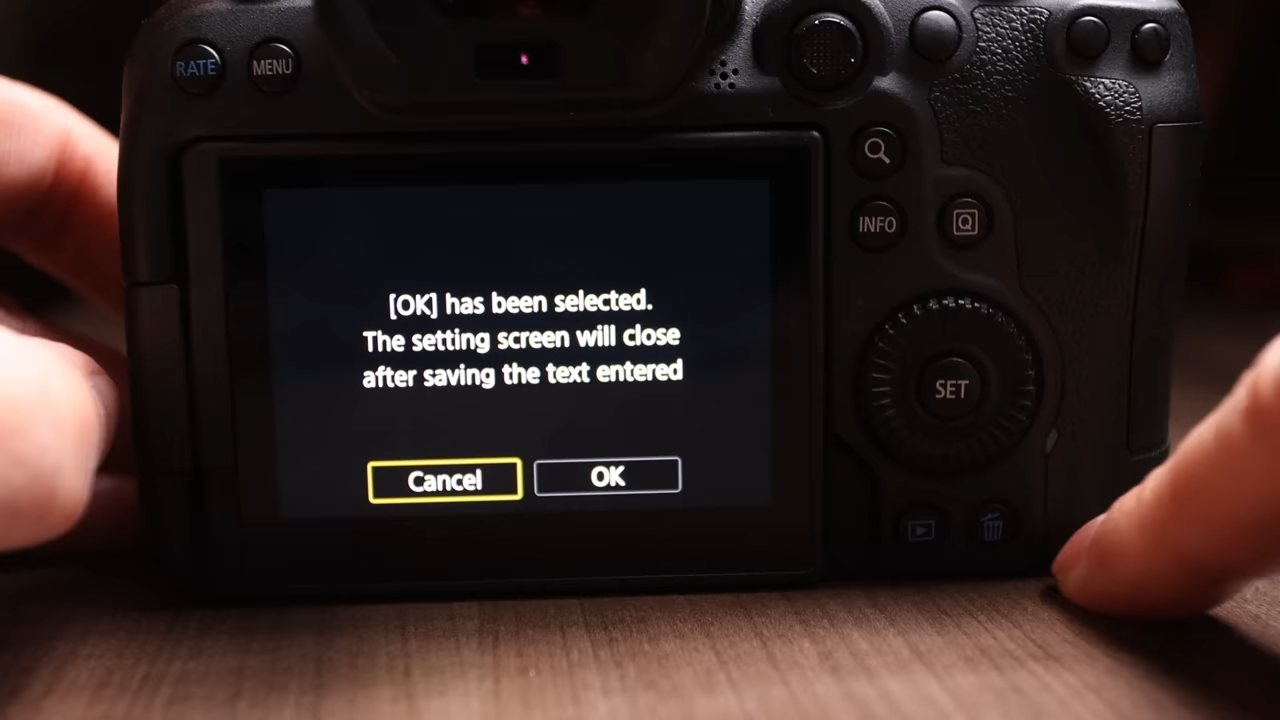 RATE MENU
INFO Q
[OK] has been selected.
The setting screen will close
after saving the text entered
SET
Cancel OK